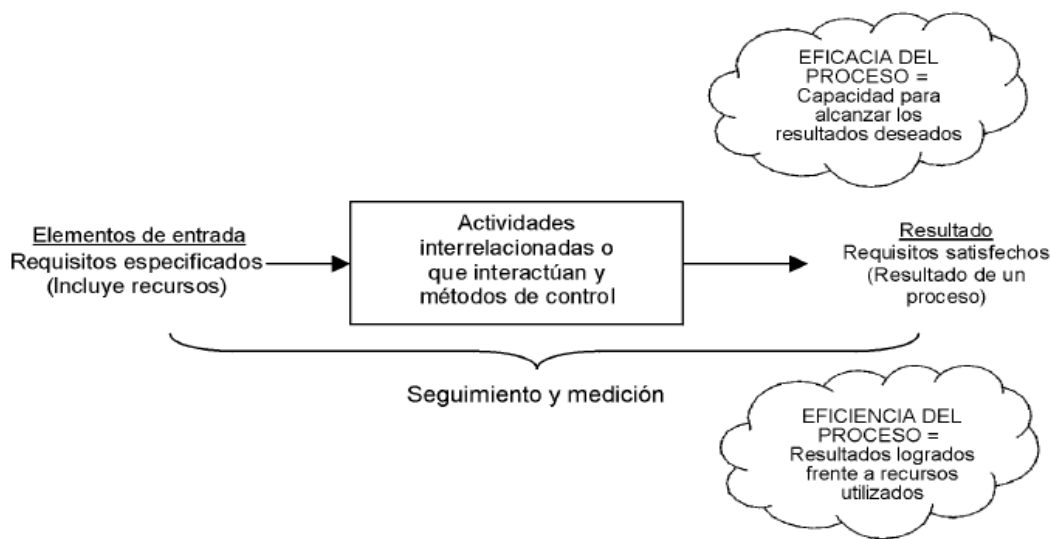 EFICACIA DEL
PROCESO =
Capacidad para
alcanzar los
resultados deseados
Elementos de entrada
Requisitos especificados
(Incluye recursos)
Actividades
interrelacionadas o
que interactúan y
métodos de control
Resultado
Requisitos satisfechos
(Resultado de un
proceso)
Seguimiento y medición
EFICIENCIA DEL
PROCESO =
Resultados logrados
frente a recursos
utilizados